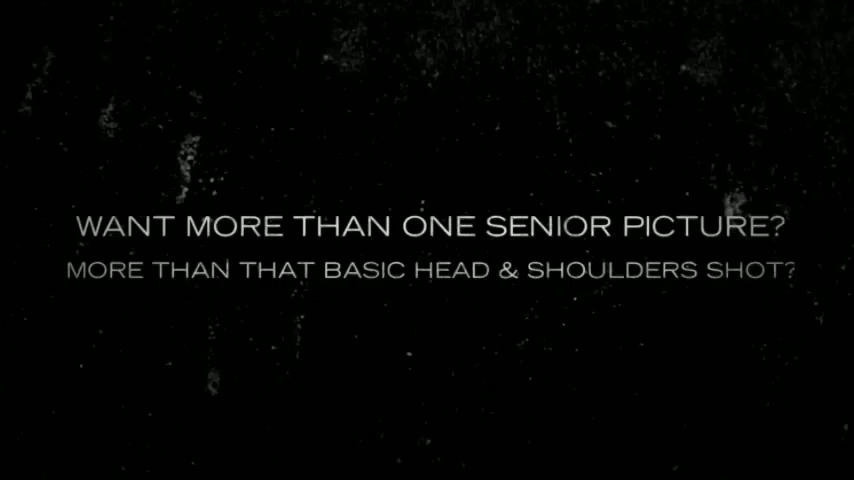 WANT MORE THAN ONE SENIOR PICTURE?
MORE THAN THAT BASIC HEAD & SHOULDERS SHOT?